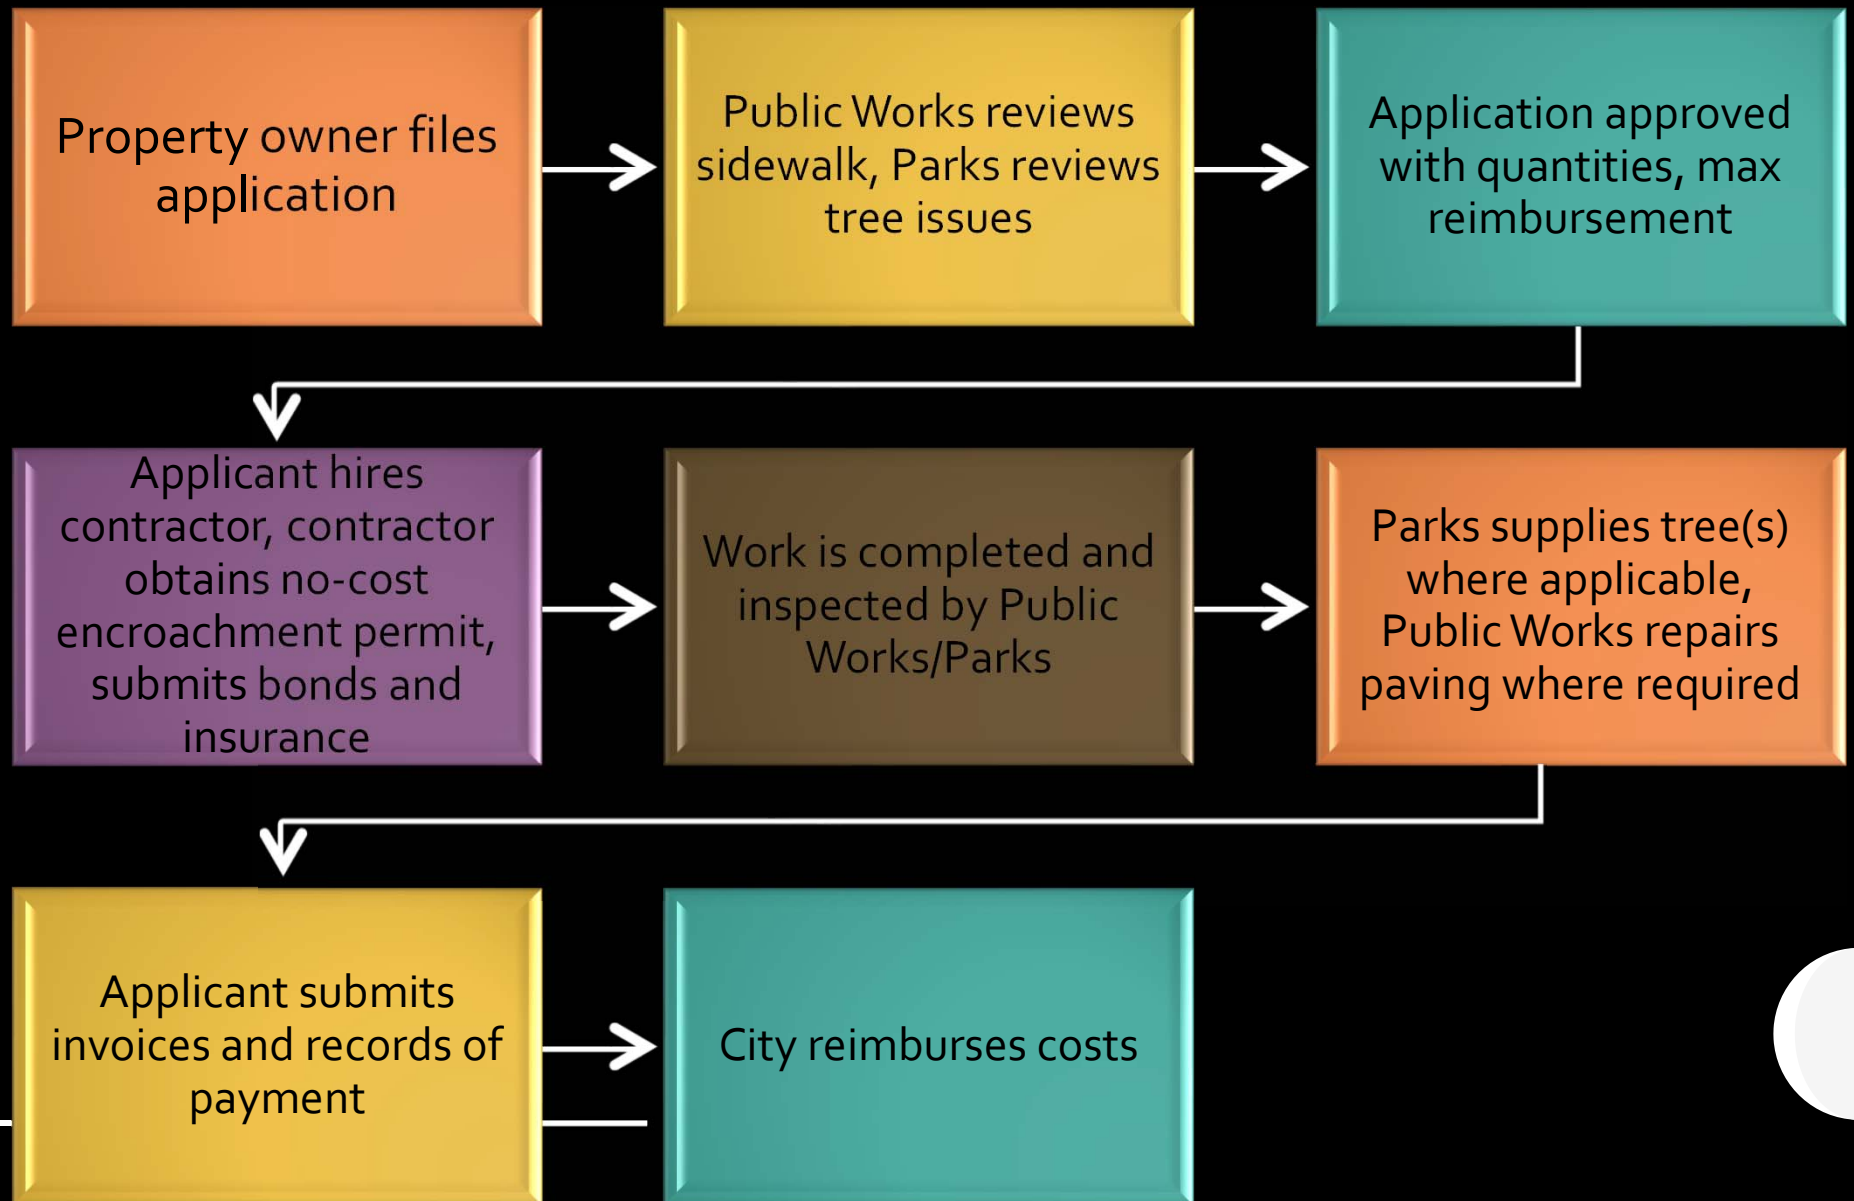 Property owner files
application
Public Works reviews
sidewalk, Parks reviews
tree issues
Application approved
with quantities, max
reimbursement
Applicant hires
contractor, contractor
obtains no-cost
encroachment permit,
submits bonds and
insurance
Work is completed and
inspected by Public
Works/Parks
Parks supplies tree(s)
where applicable,
Public Works repairs
paving where required
Applicant submits
invoices and records of
payment
City reimburses costs